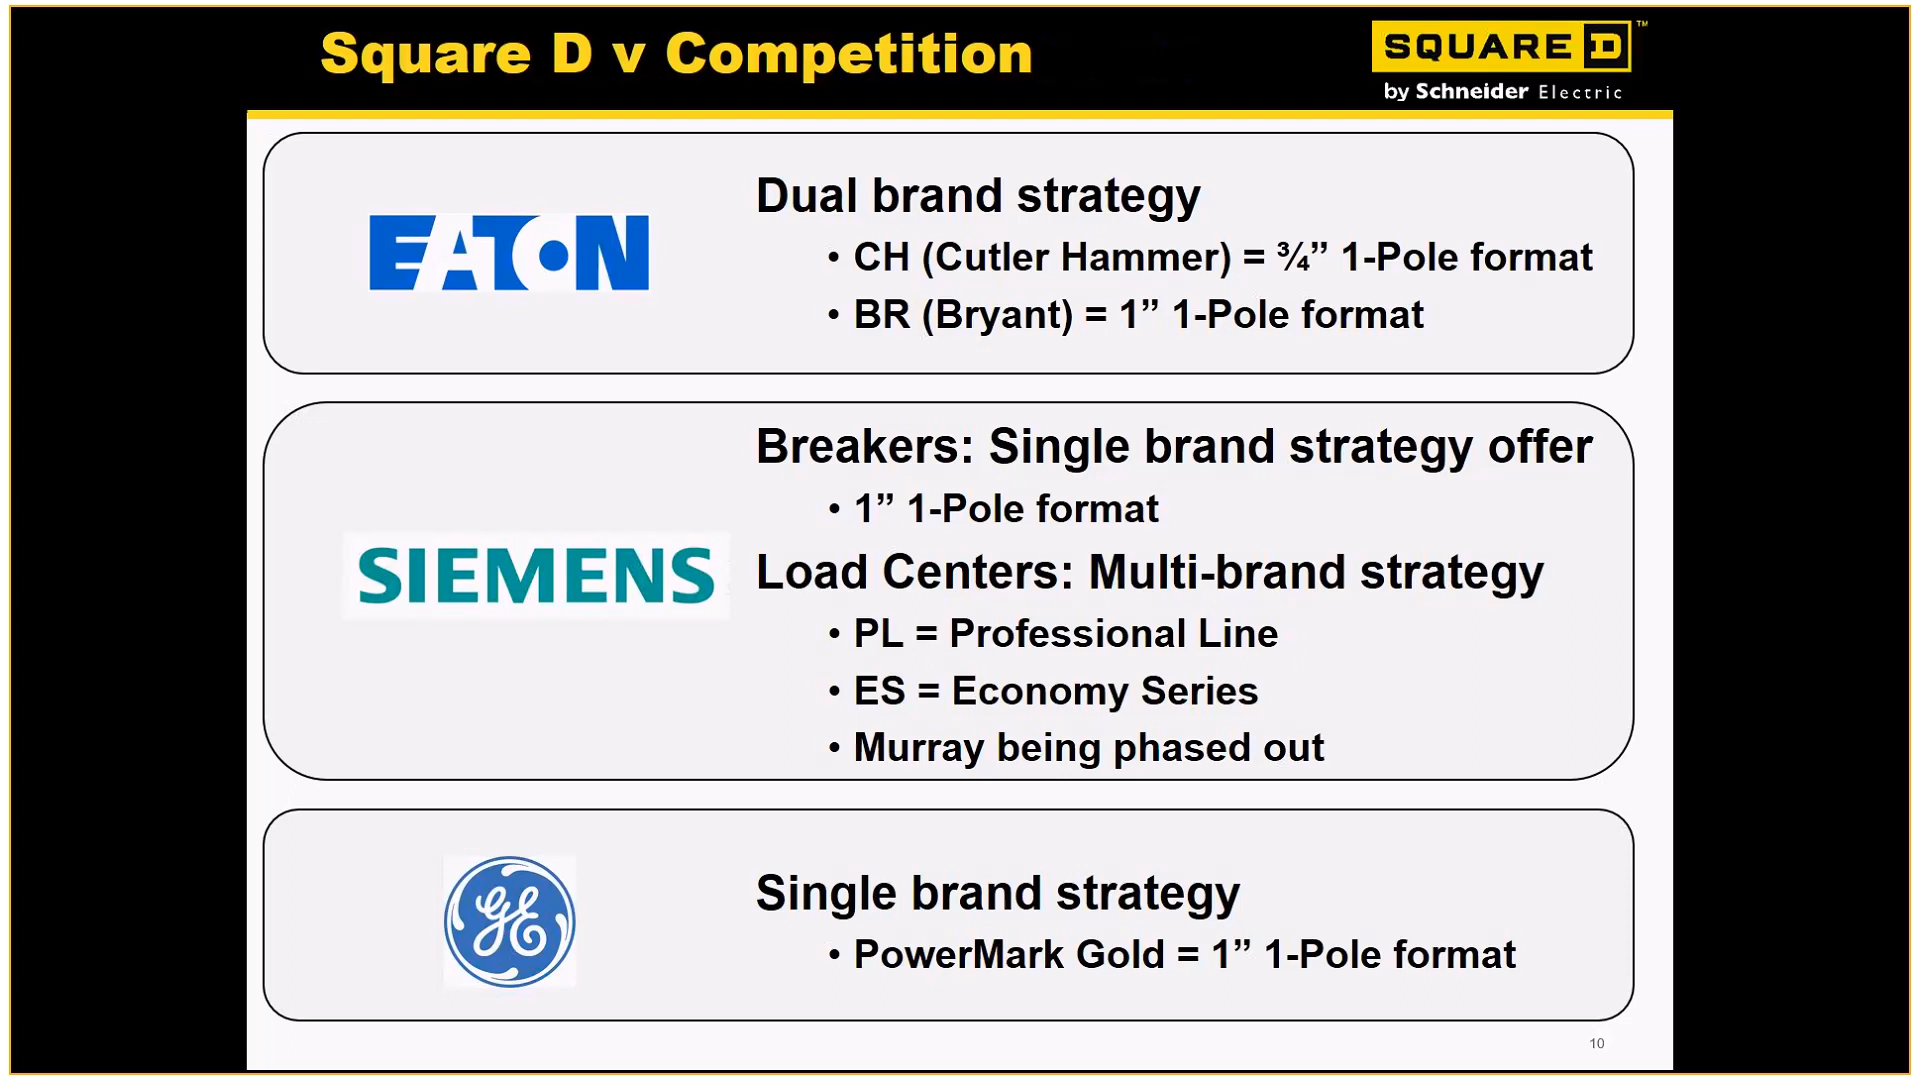 Square D v Competition
SQUARE D™
by Schneider Electric
EATON
Dual brand strategy
• CH (Cutler Hammer) = ¾” 1-Pole format
• BR (Bryant) = 1” 1-Pole format
SIEMENS
Breakers: Single brand strategy offer
• 1” 1-Pole format
Load Centers: Multi-brand strategy
• PL = Professional Line
• ES = Economy Series
• Murray being phased out
GE
Single brand strategy
• PowerMark Gold = 1” 1-Pole format
10